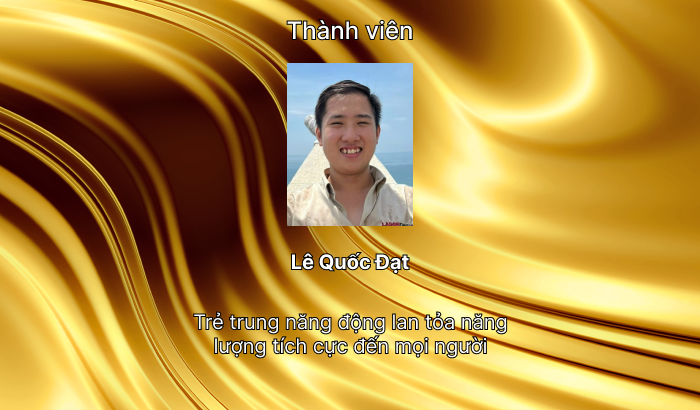 Thành viên
Lê Quốc Đạt
Trẻ trung năng động lan tỏa năng
lượng tích cực đến mọi người